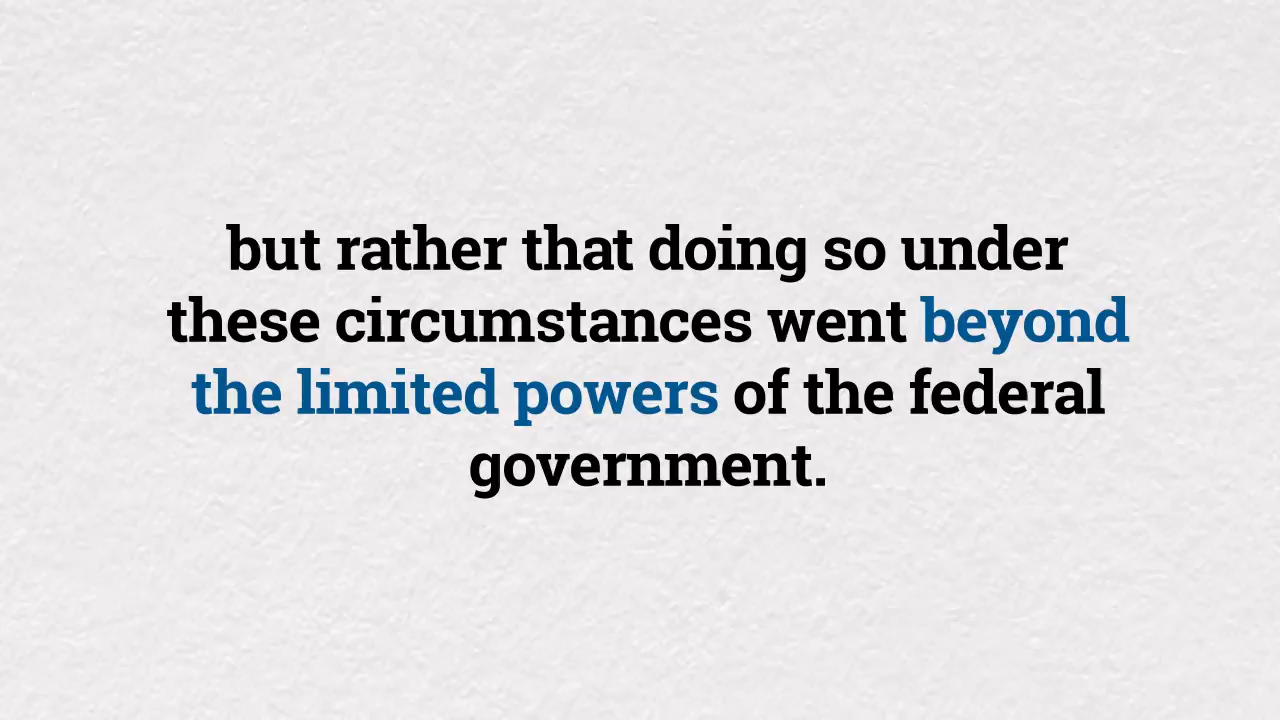 but rather that doing so under
these circumstances went beyond
the limited powers of the federal
government.